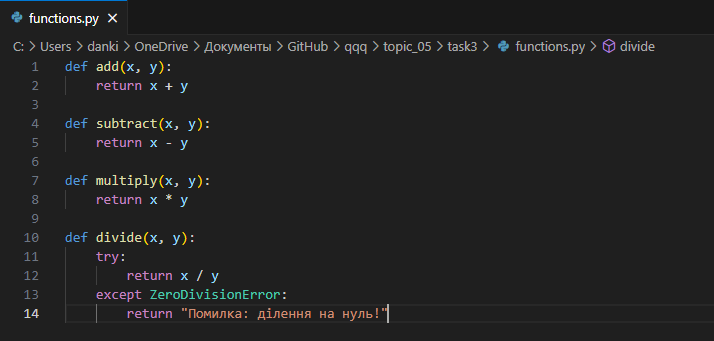 functions.py ×
C: > Users > danki > OneDrive > Документы > GitHub > qqq > topic_05 > task3 > functions.py > divide
1 def add(x, y):
2     return x + y
3
4 def subtract(x, y):
5     return x - y
6
7 def multiply(x, y):
8     return x * y
9
10 def divide(x, y):
11     try:
12         return x / y
13     except ZeroDivisionError:
14         return "Помилка: ділення на нуль!"